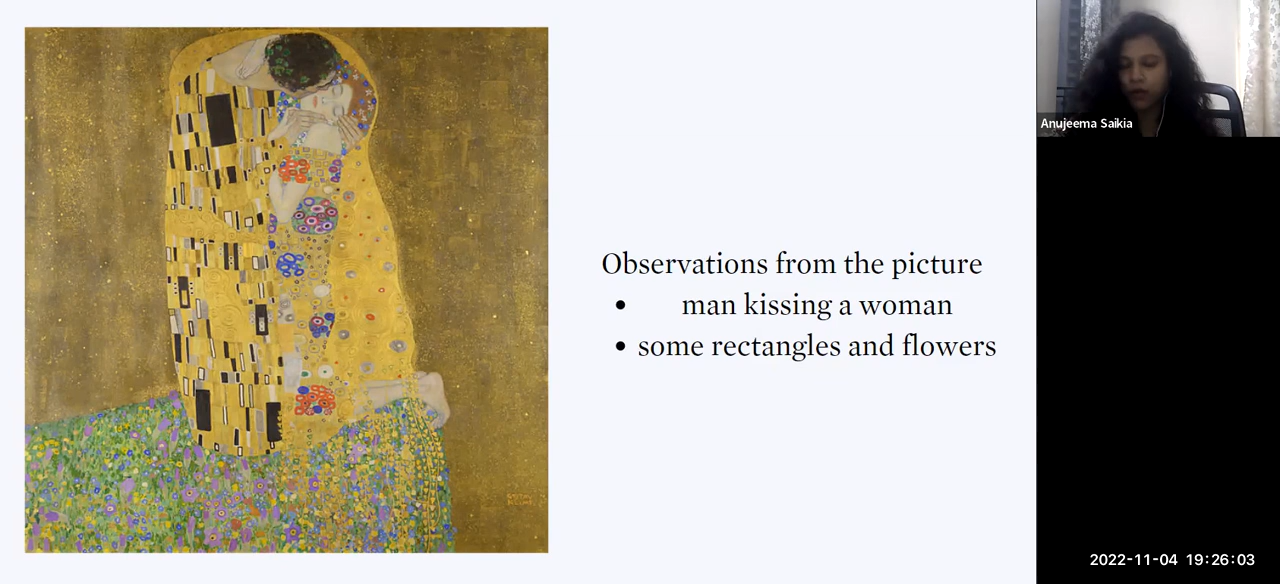 Observations from the picture
• man kissing a woman
• some rectangles and flowers
Anujeema Saikia
2022-11-04 19:26:03